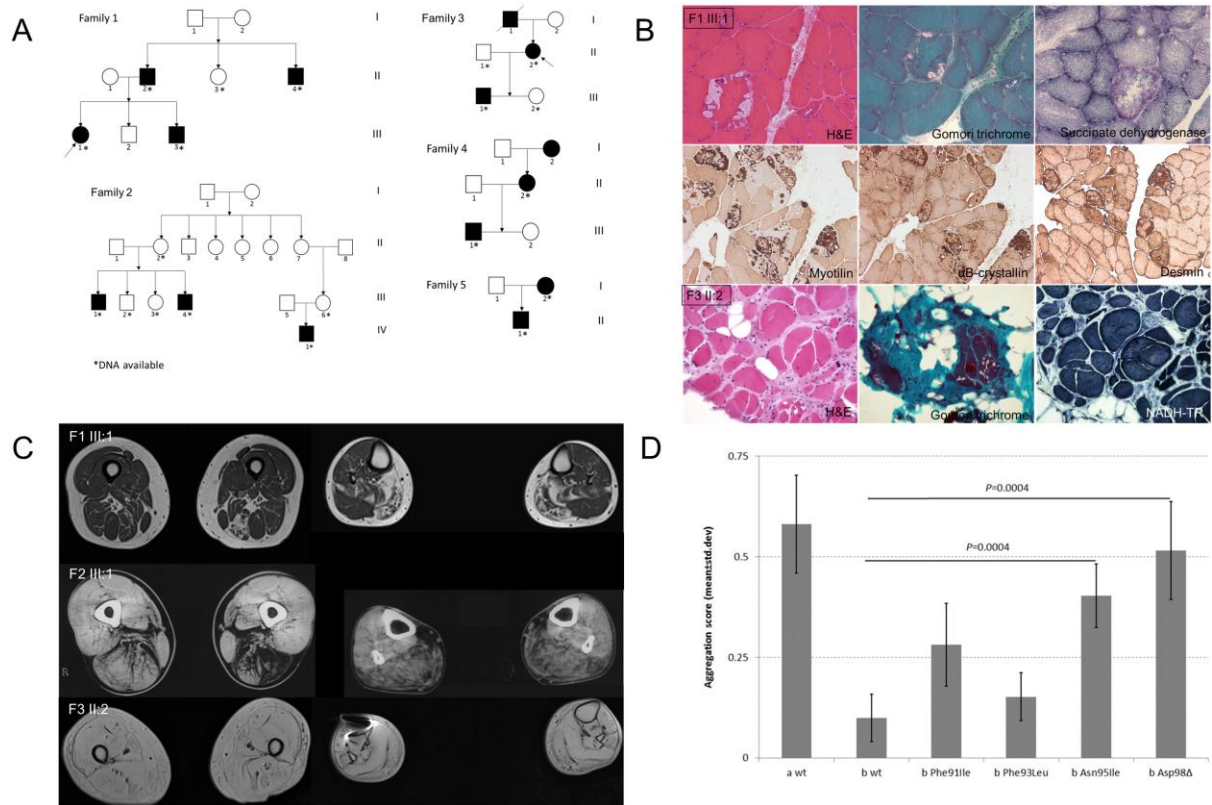 A
Family 1
1
2
I
1
2*
3*
4*
II
1*
2
3*
III
Family 2
1
2
I
1
2*
3
4
5
6
7
8
II
1*
2*
3*
4*
5
6*
III
1*
IV
*DNA available
Family 3
1
2
I
1*
2*
II
1*
2*
III
Family 4
1
2
I
1
2*
II
1*
2
III
Family 5
1
2*
I
1*
II
B
F1 III:1
H&E
Gomori trichrome
Succinate dehydrogenase
Myotilin
αB-crystallin
Desmin
F3 II:2
H&E
Gomori trichrome
NADH-TR
C
F1 III:1
F2 III:1
R
F3 II:2
D
Aggregation score (mean±std.dev)
0.75
0.5
0.25
0
P=0.0004
P=0.0004
a wt
b wt
b Phe91Ile
b Phe93Leu
b Asn95Ile
b Asp98Δ